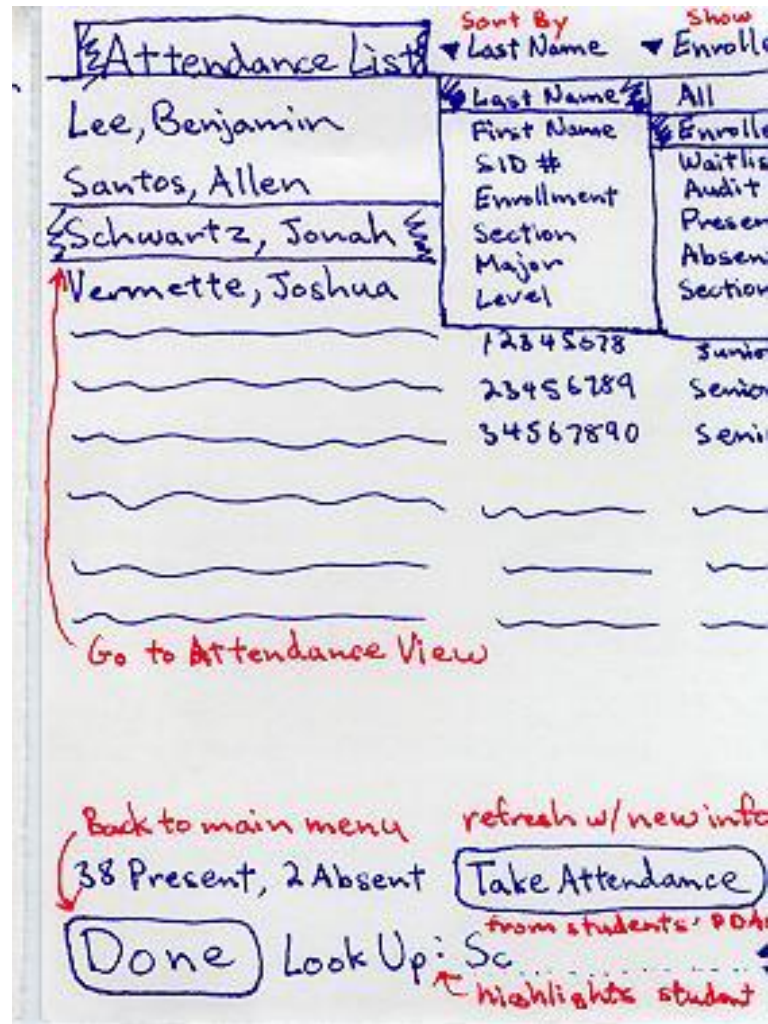 Sort By Show
Attendance List ▼ Last Name ▼ Enrolle
Last Name All
Lee, Benjamin First Name Enrolle
SID # Waitlis
Santos, Allen Enrollment Audit
Schwartz, Jonah Section Presen
Major Absen
Vermette, Joshua Level Section
12345678 Junior
23456789 Senior
34567890 Seni
Go to Attendance View
Back to main menu refresh w/new info
38 Present, 2 Absent Take Attendance
from students' PDAs
Done Look Up: Sc
highlights student